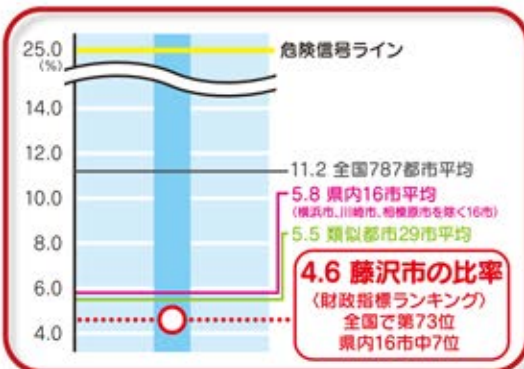 25.0
(%)
危険信号ライン
14.0
12.0
11.2 全国787都市平均
10.0
5.8 県内16市平均
(横浜市、川崎市、相模原市を除く16市)
8.0
5.5 類似都市29市平均
6.0
4.6 藤沢市の比率
〈財政指標ランキング〉
全国で第73位
県内16市中7位
4.0